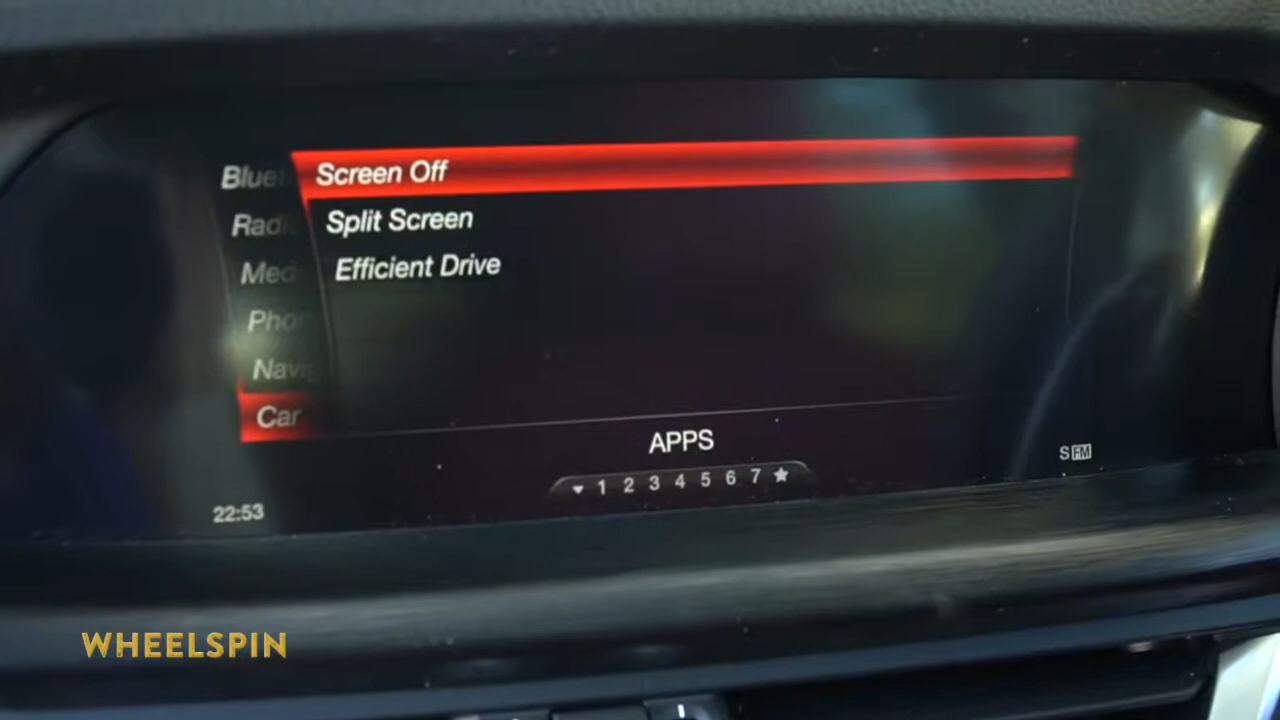 Screen Off
Split Screen
Efficient Drive
Car
APPS
1 2 3 4 5 6 7
S FM
22:53
WHEELSPIN